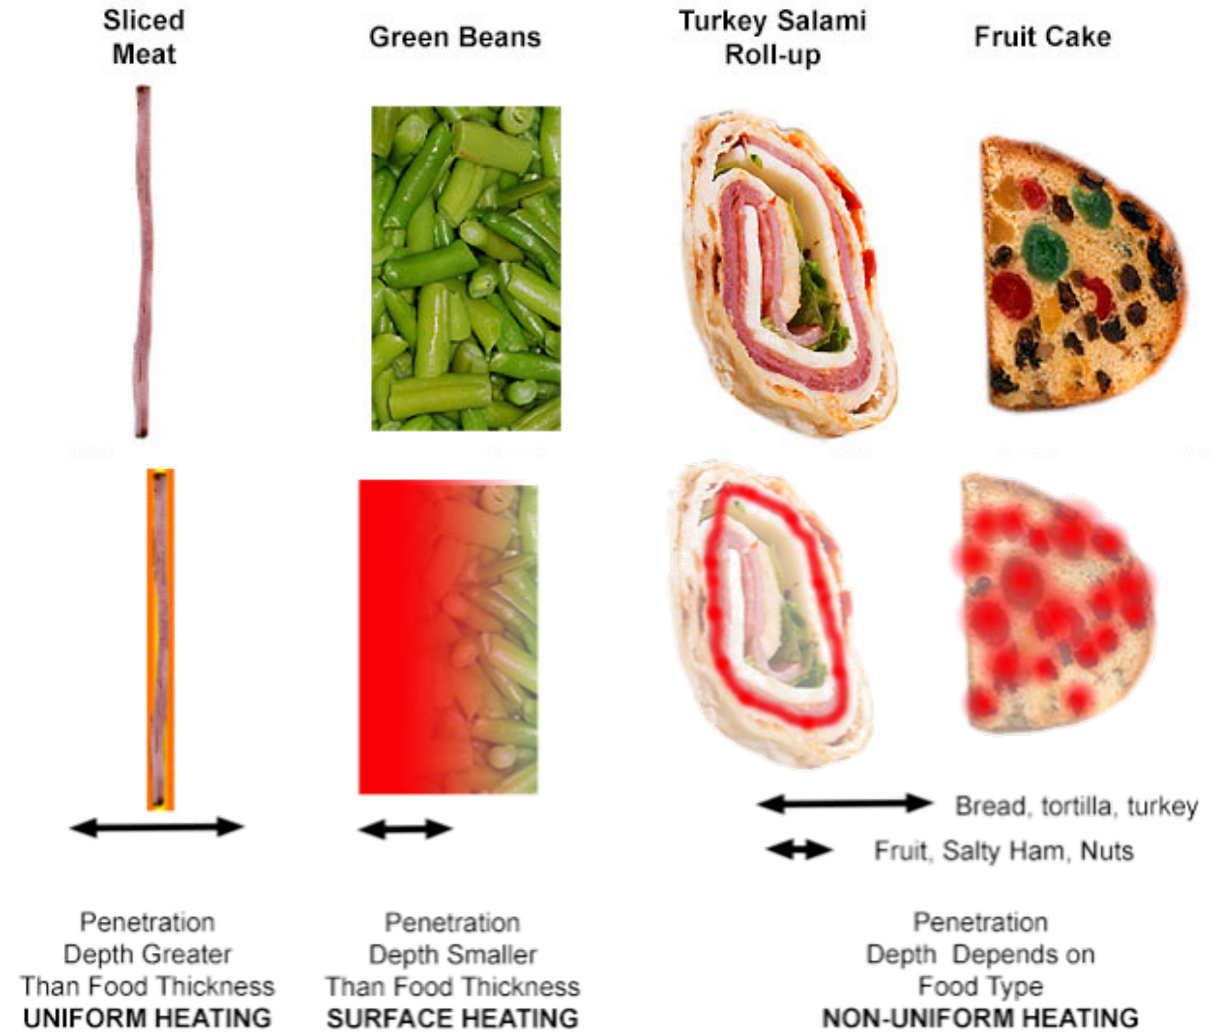 Sliced
Meat
Green Beans
Turkey Salami
Roll-up
Fruit Cake
Bread, tortilla, turkey
Fruit, Salty Ham, Nuts
Penetration
Depth Greater
Than Food Thickness
UNIFORM HEATING
Penetration
Depth Smaller
Than Food Thickness
SURFACE HEATING
Penetration
Depth Depends on
Food Type
NON-UNIFORM HEATING